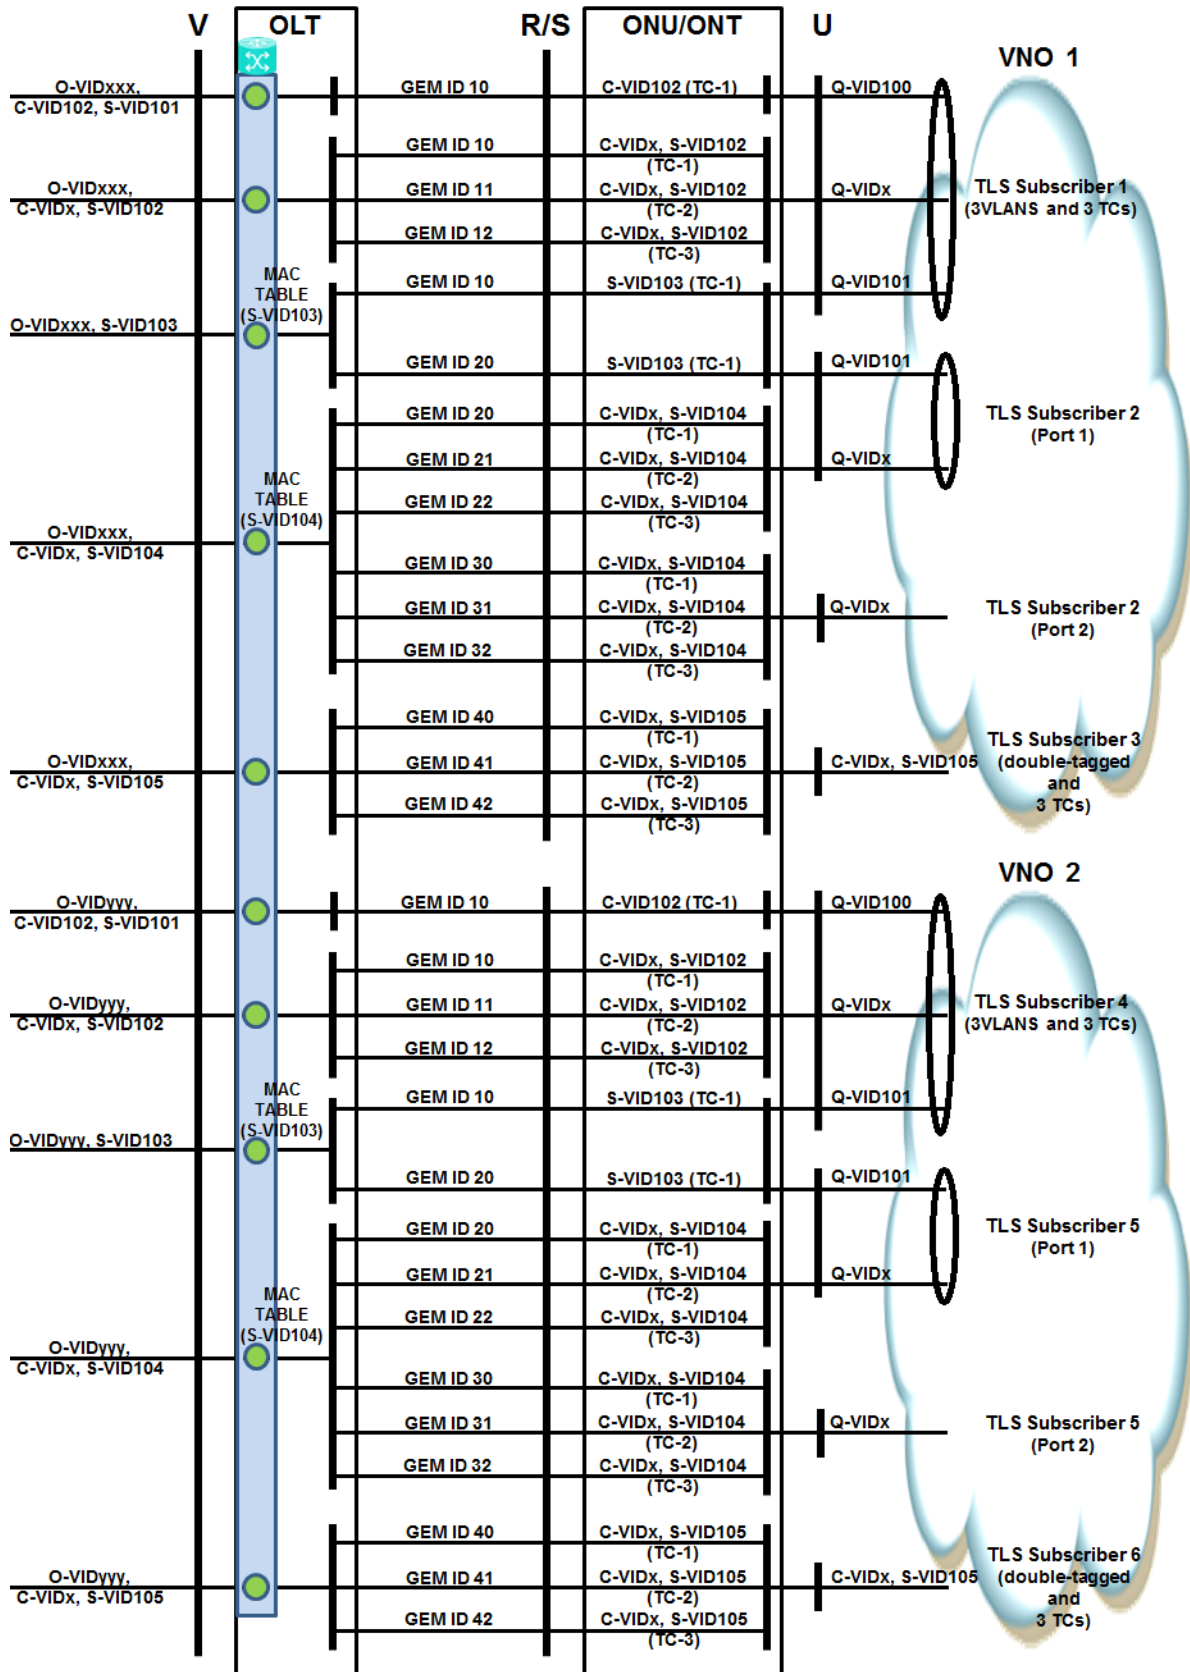 V OLT R/S ONU/ONT U
VNO 1
O-VIDxxx,
C-VID102, S-VID101
GEM ID 10
C-VID102 (TC-1)
Q-VID100
GEM ID 10
C-VIDx, S-VID102
(TC-1)
O-VIDxxx,
C-VIDx, S-VID102
GEM ID 11
C-VIDx, S-VID102
(TC-2)
Q-VIDx
TLS Subscriber 1
(3VLANS and 3 TCs)
GEM ID 12
C-VIDx, S-VID102
(TC-3)
MAC
TABLE
(S-VID103)
GEM ID 10
S-VID103 (TC-1)
Q-VID101
O-VIDxxx, S-VID103
GEM ID 20
S-VID103 (TC-1)
Q-VID101
GEM ID 20
C-VIDx, S-VID104
(TC-1)
TLS Subscriber 2
(Port 1)
GEM ID 21
C-VIDx, S-VID104
(TC-2)
Q-VIDx
MAC
TABLE
(S-VID104)
GEM ID 22
C-VIDx, S-VID104
(TC-3)
O-VIDxxx,
C-VIDx, S-VID104
GEM ID 30
C-VIDx, S-VID104
(TC-1)
GEM ID 31
C-VIDx, S-VID104
(TC-2)
Q-VIDx
TLS Subscriber 2
(Port 2)
GEM ID 32
C-VIDx, S-VID104
(TC-3)
GEM ID 40
C-VIDx, S-VID105
(TC-1)
O-VIDxxx,
C-VIDx, S-VID105
GEM ID 41
C-VIDx, S-VID105
(TC-2)
C-VIDx, S-VID105
TLS Subscriber 3
(double-tagged
and
3 TCs)
GEM ID 42
C-VIDx, S-VID105
(TC-3)
VNO 2
O-VIDyyy,
C-VID102, S-VID101
GEM ID 10
C-VID102 (TC-1)
Q-VID100
GEM ID 10
C-VIDx, S-VID102
(TC-1)
O-VIDyyy,
C-VIDx, S-VID102
GEM ID 11
C-VIDx, S-VID102
(TC-2)
Q-VIDx
TLS Subscriber 4
(3VLANS and 3 TCs)
GEM ID 12
C-VIDx, S-VID102
(TC-3)
MAC
TABLE
(S-VID103)
GEM ID 10
S-VID103 (TC-1)
Q-VID101
O-VIDyyy, S-VID103
GEM ID 20
S-VID103 (TC-1)
Q-VID101
GEM ID 20
C-VIDx, S-VID104
(TC-1)
TLS Subscriber 5
(Port 1)
GEM ID 21
C-VIDx, S-VID104
(TC-2)
Q-VIDx
MAC
TABLE
(S-VID104)
GEM ID 22
C-VIDx, S-VID104
(TC-3)
O-VIDyyy,
C-VIDx, S-VID104
GEM ID 30
C-VIDx, S-VID104
(TC-1)
GEM ID 31
C-VIDx, S-VID104
(TC-2)
Q-VIDx
TLS Subscriber 5
(Port 2)
GEM ID 32
C-VIDx, S-VID104
(TC-3)
GEM ID 40
C-VIDx, S-VID105
(TC-1)
O-VIDyyy,
C-VIDx, S-VID105
GEM ID 41
C-VIDx, S-VID105
(TC-2)
C-VIDx, S-VID105
TLS Subscriber 6
(double-tagged
and
3 TCs)
GEM ID 42
C-VIDx, S-VID105
(TC-3)